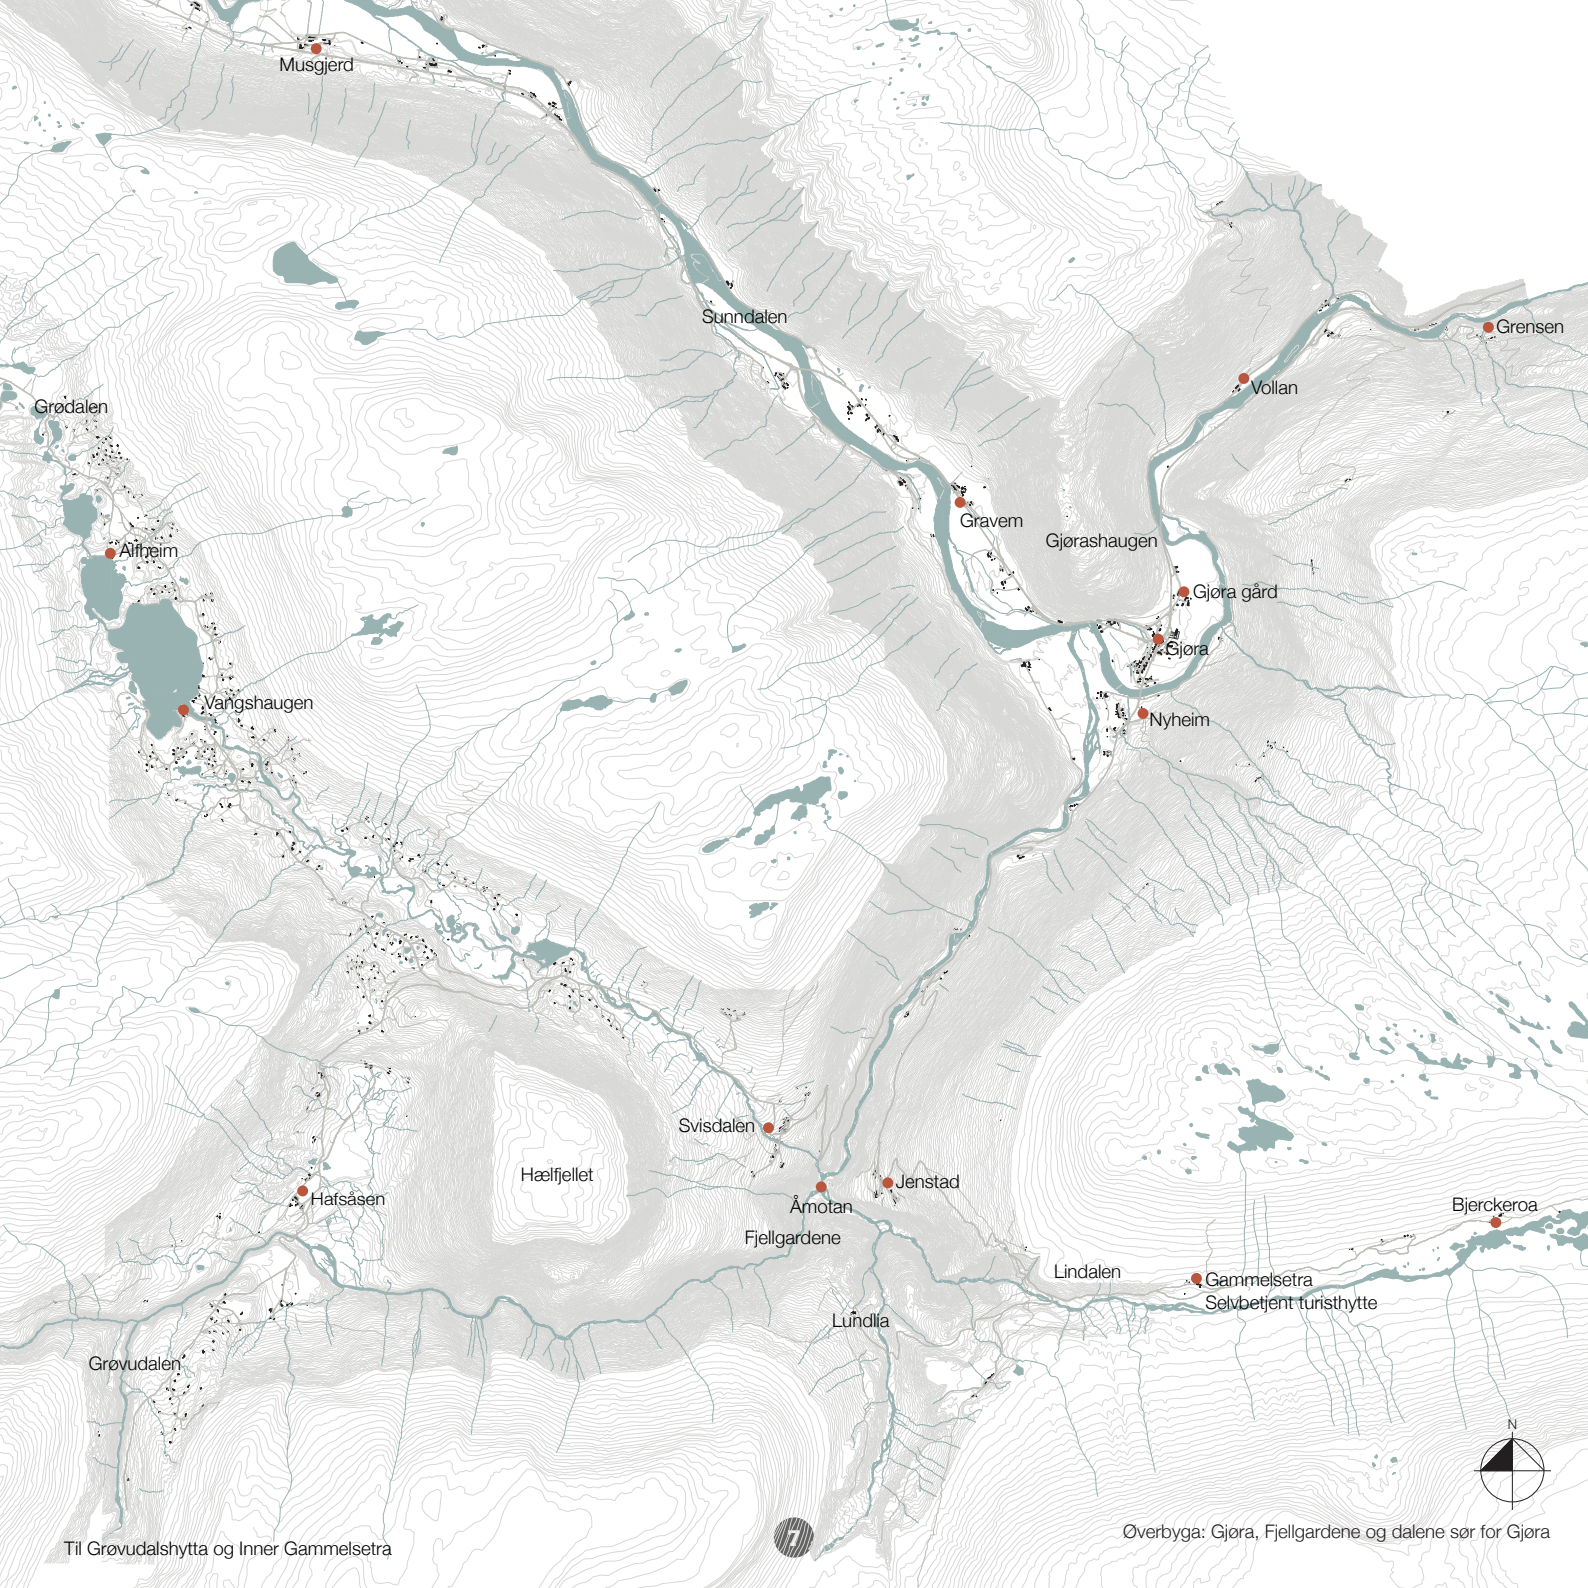 Musgjerd
Sunndalen
Grensen
Vollan
Grødalen
Gravem
Gjørashaugen
Alfheim
Gjøra gård
Gjøra
Vangshaugen
Nyheim
Svisdalen
Hælfjellet
Jenstad
Hafsåsen
Åmotan
Bjerckeroa
Fjellgardene
Lindalen
Gammelsetra
Selvbetjent turisthytte
Lundlia
Grøvudalen
N
Øverbyga: Gjøra, Fjellgardene og dalene sør for Gjøra
7
Til Grøvudalshytta og Inner Gammelsetra